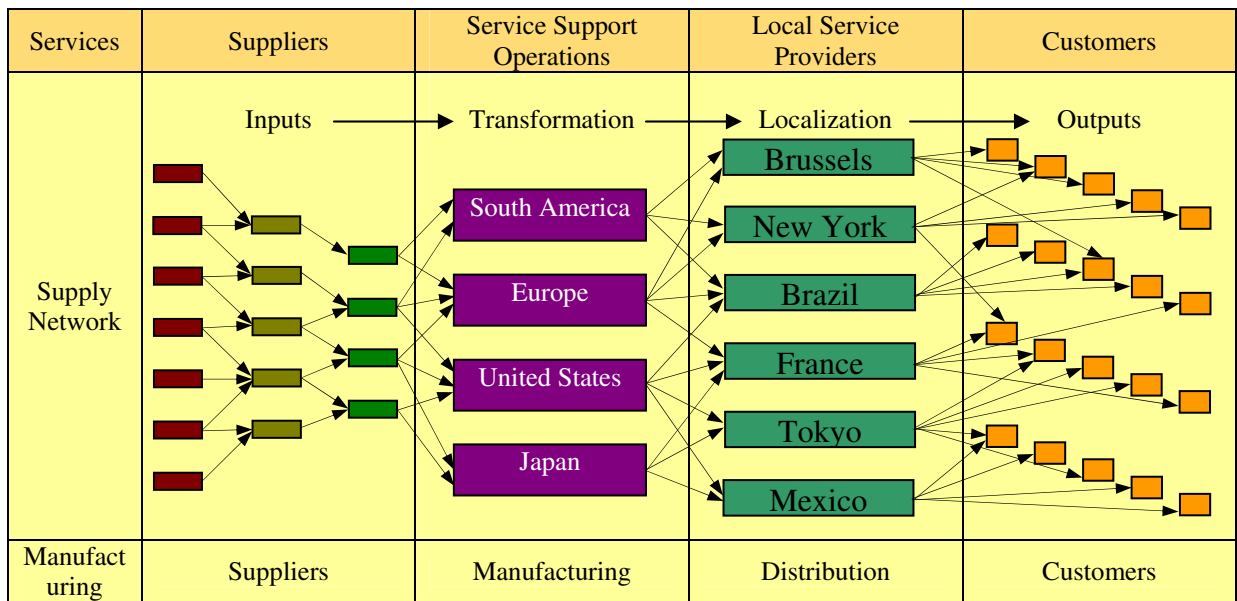 Services
Suppliers
Service Support
Operations
Local Service
Providers
Customers
Supply
Network
Inputs
Transformation
Localization
Outputs
South America
Europe
United States
Japan
Brussels
New York
Brazil
France
Tokyo
Mexico
Manufact
uring
Suppliers
Manufacturing
Distribution
Customers